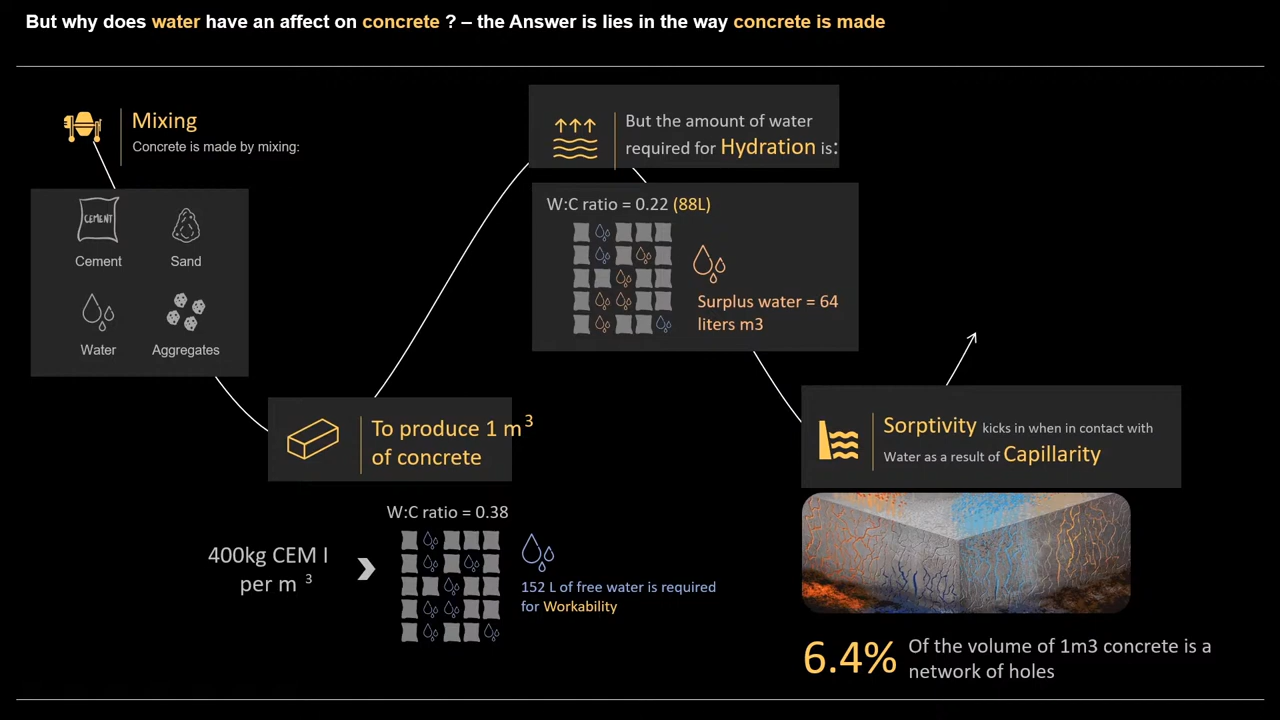 But why does water have an affect on concrete ? – the Answer is lies in the way concrete is made
Mixing
Concrete is made by mixing:
CEMENT
Cement
Sand
Water
Aggregates
To produce 1 m 3
of concrete
W:C ratio = 0.38
400kg CEM I
per m 3
152 L of free water is required
for Workability
But the amount of water
required for Hydration is:
W:C ratio = 0.22 (88L)
Surplus water = 64
liters m3
Sorptivity kicks in when in contact with
Water as a result of Capillarity
6.4%
Of the volume of 1m3 concrete is a
network of holes